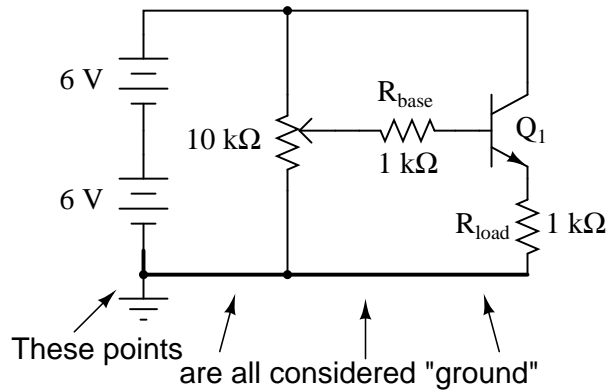 6 V
R_base
10 kΩ
1 kΩ
Q_1
6 V
R_load 1 kΩ
These points
are all considered "ground"